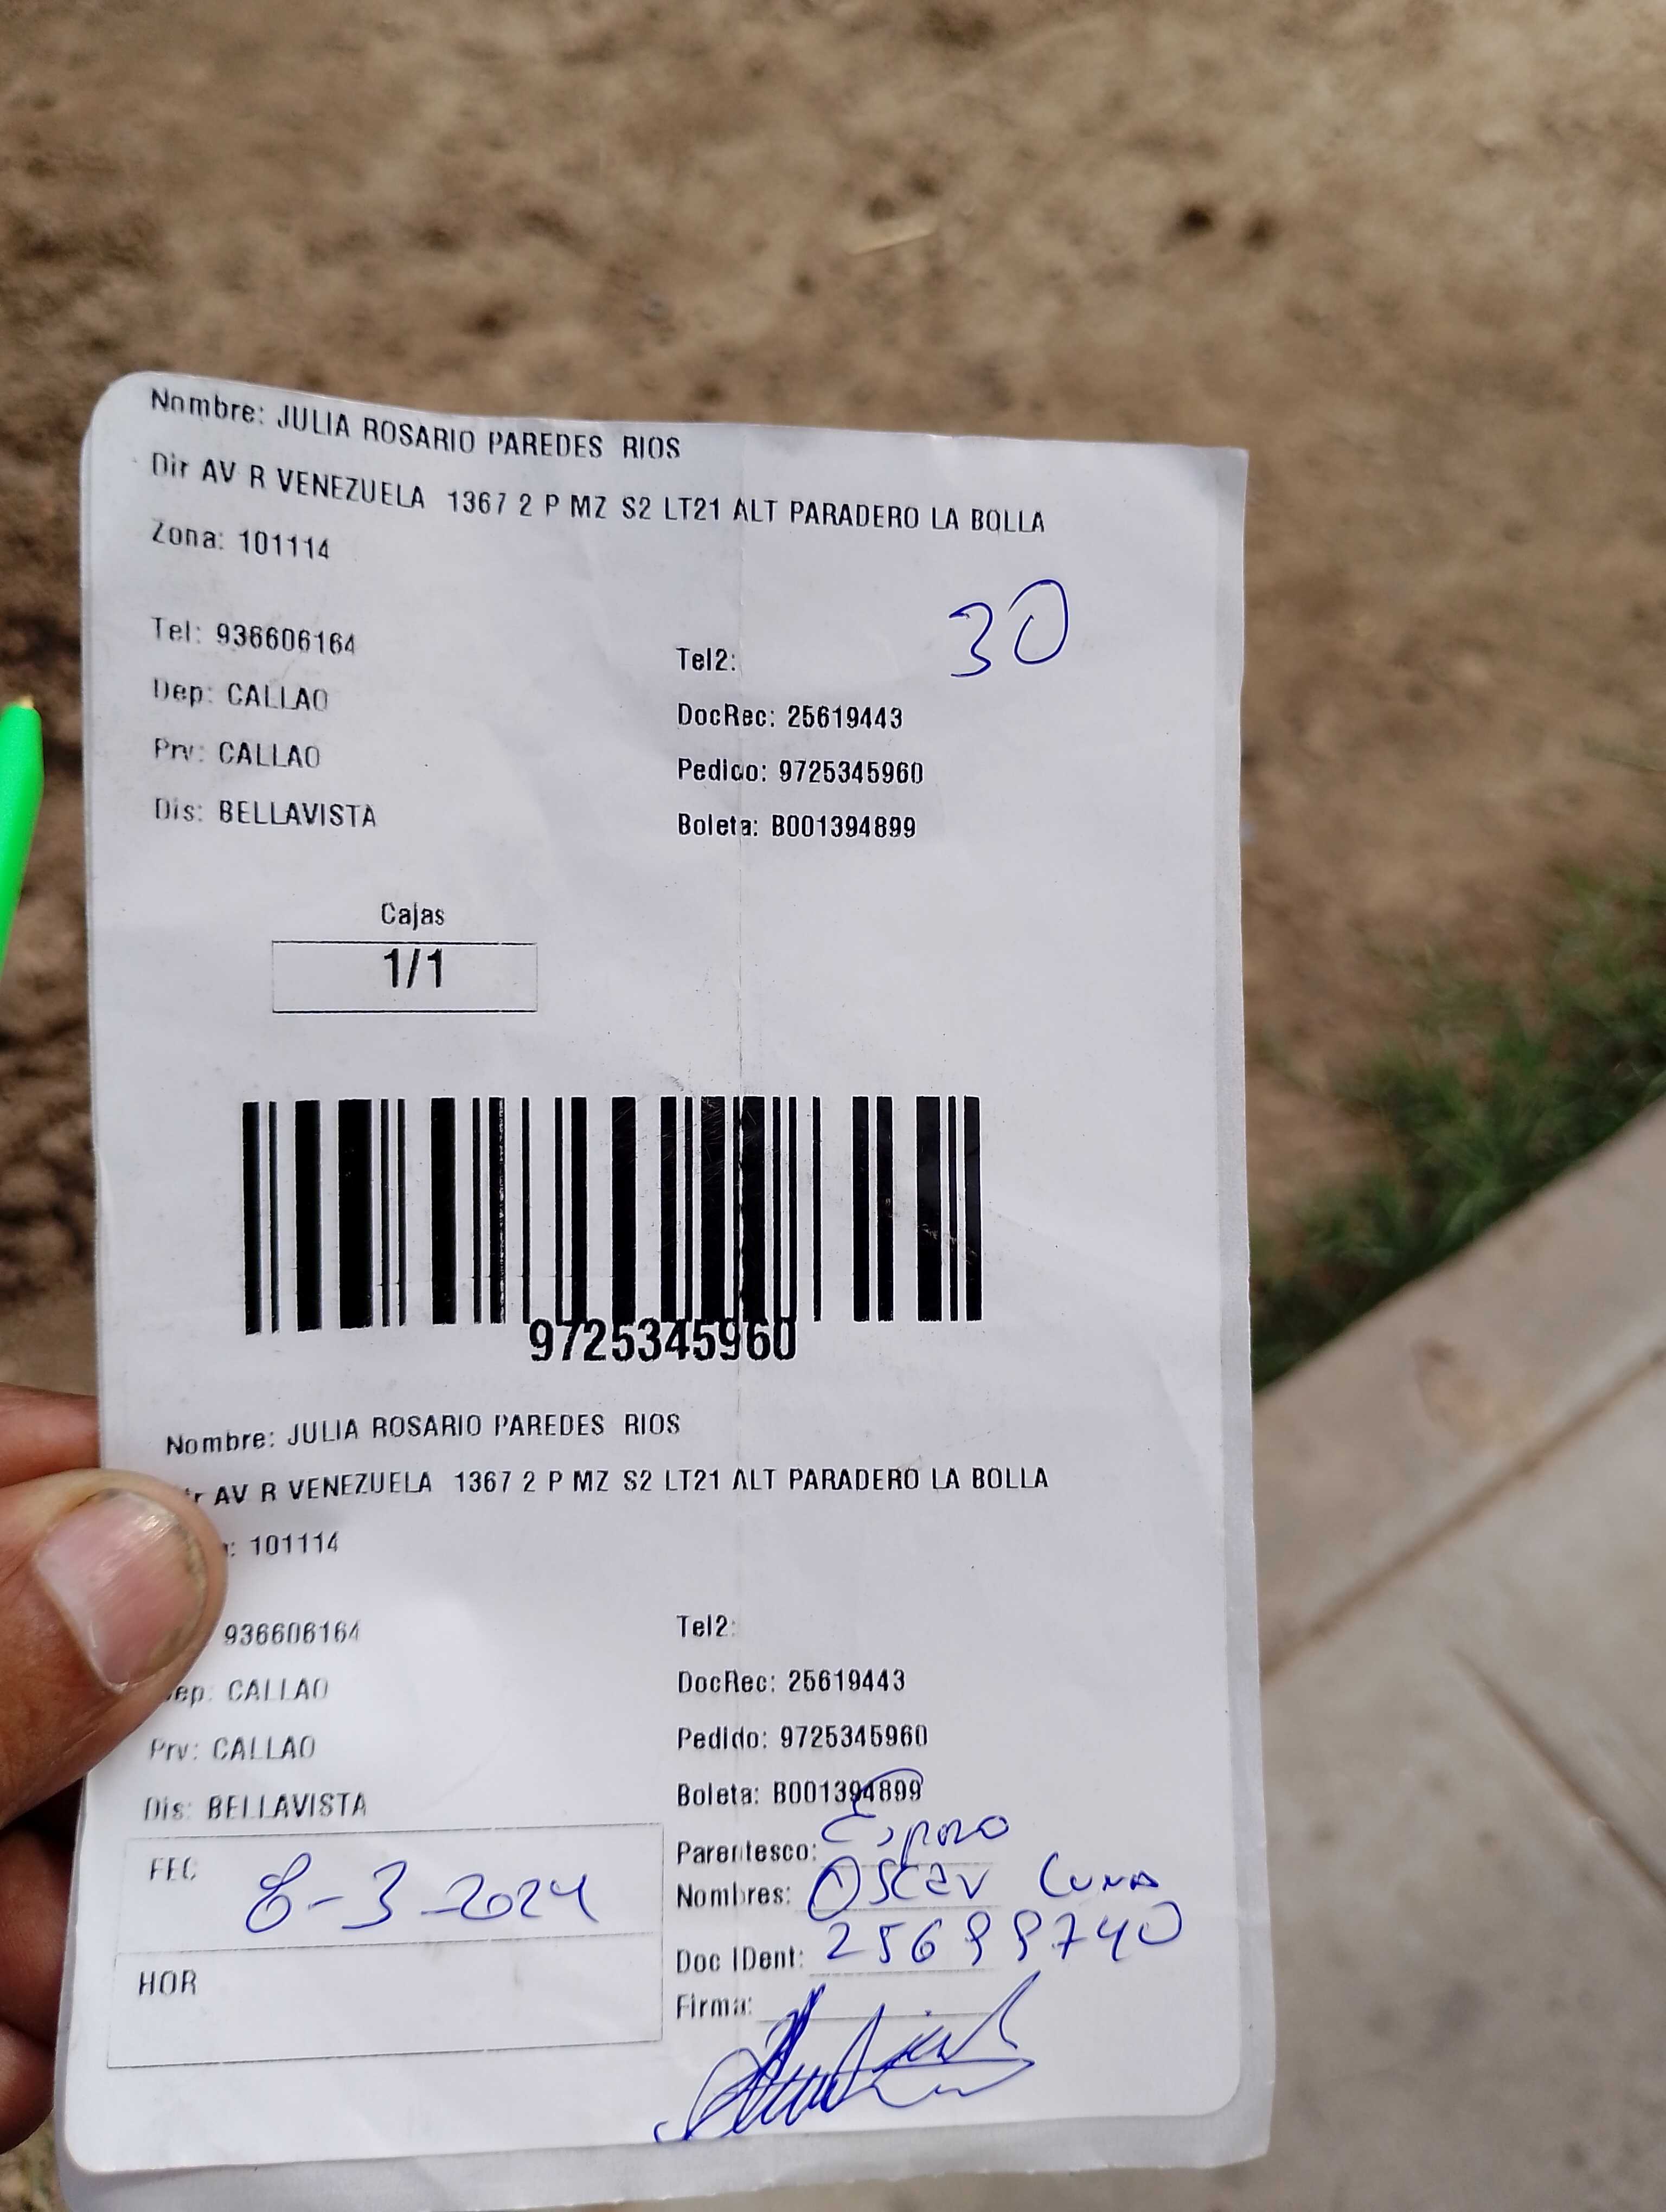 Nombre: JULIA ROSARIO PAREDES RIOS
Dir AV R VENEZUELA 1367 2 P MZ S2 LT21 ALT PARADERO LA BOLLA
Zona: 101114
30
Tel: 936606164 Tel2:
Dep: CALLAO DocRec: 25619443
Prv: CALLAO Pedido: 9725345960
Dis: BELLAVISTA Boleta: B001394899
Cajas
1/1
9725345960
Nombre: JULIA ROSARIO PAREDES RIOS
ir AV R VENEZUELA 1367 2 P MZ S2 LT21 ALT PARADERO LA BOLLA
: 101114
936606164 Tel2:
ep: CALLAO DocRec: 25619443
Prv: CALLAO Pedido: 9725345960
Dis: BELLAVISTA Boleta: B001394899
Parentesco: Esposo
FEC 8-3-2024 Nombres: Oscar Luna
Doc IDent: 25699740
HOR Firma: